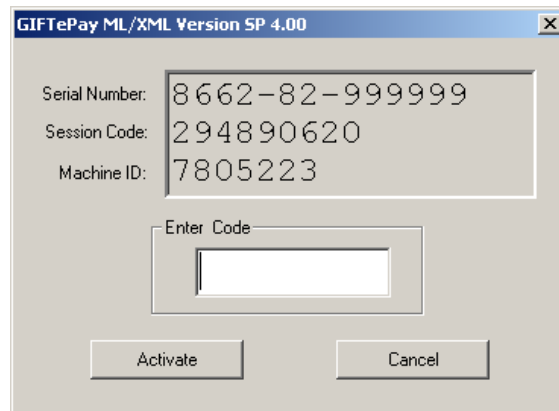 GIFTePay ML/XML Version SP 4.00
Serial Number: 8662-82-999999
Session Code: 294890620
Machine ID: 7805223
Enter Code
Activate Cancel